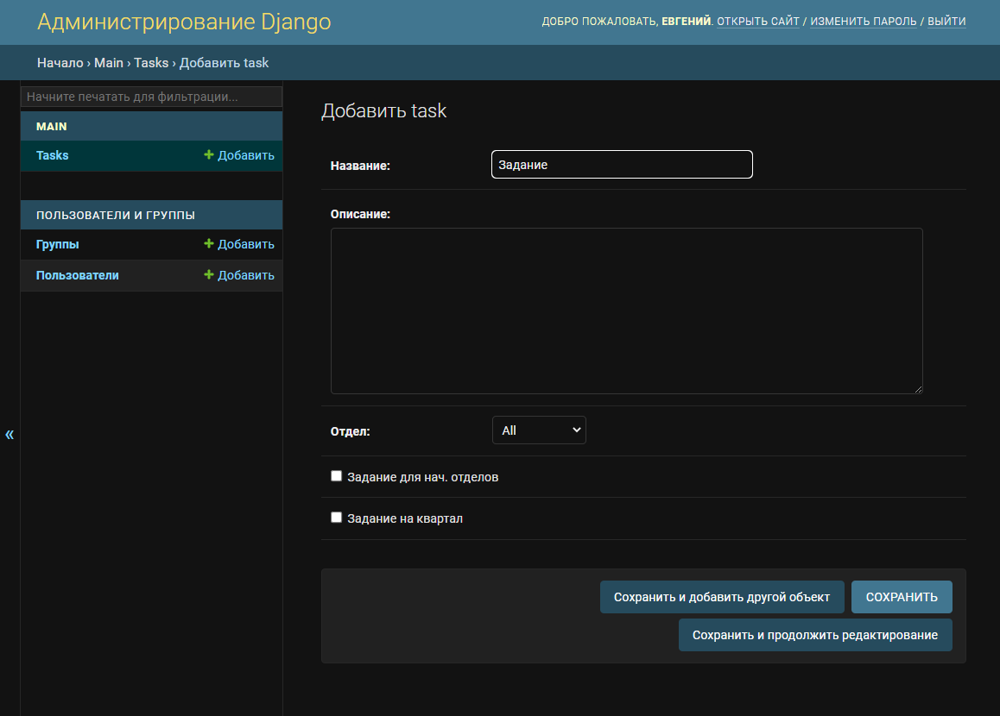 Администрирование Django
ДОБРО ПОЖАЛОВАТЬ, ЕВГЕНИЙ. ОТКРЫТЬ САЙТ / ИЗМЕНИТЬ ПАРОЛЬ / ВЫЙТИ
Начало › Main › Tasks › Добавить task
Начните печатать для фильтрации...
MAIN
Tasks + Добавить
ПОЛЬЗОВАТЕЛИ И ГРУППЫ
Группы + Добавить
Пользователи + Добавить
«
Добавить task
Название: Задание
Описание:
Отдел: All
Задание для нач. отделов
Задание на квартал
Сохранить и добавить другой объект СОХРАНИТЬ
Сохранить и продолжить редактирование